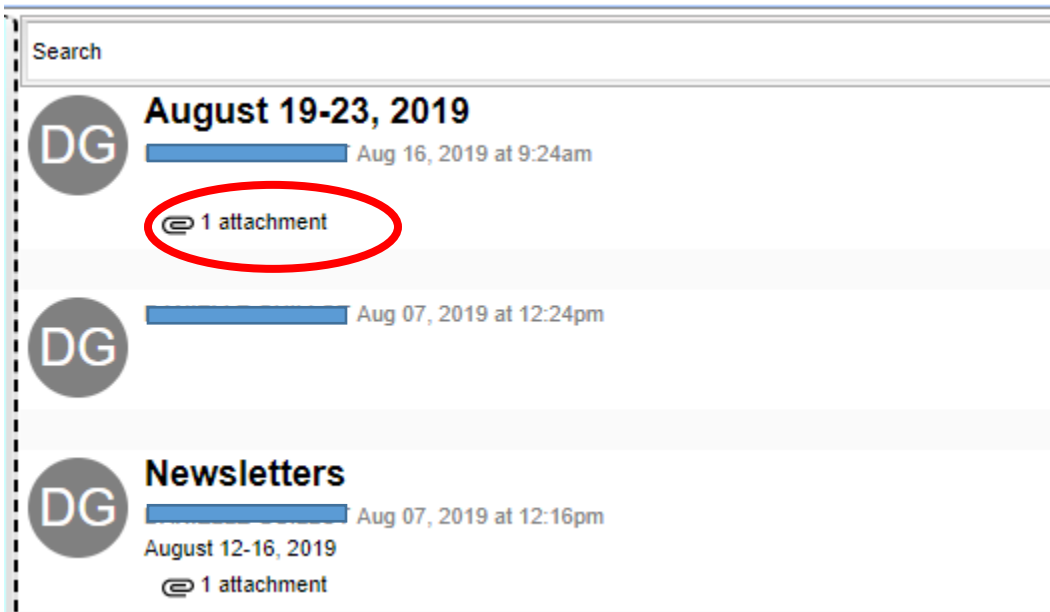 Search
August 19-23, 2019
DG
Aug 16, 2019 at 9:24am
1 attachment
DG
Aug 07, 2019 at 12:24pm
Newsletters
DG
Aug 07, 2019 at 12:16pm
August 12-16, 2019
1 attachment